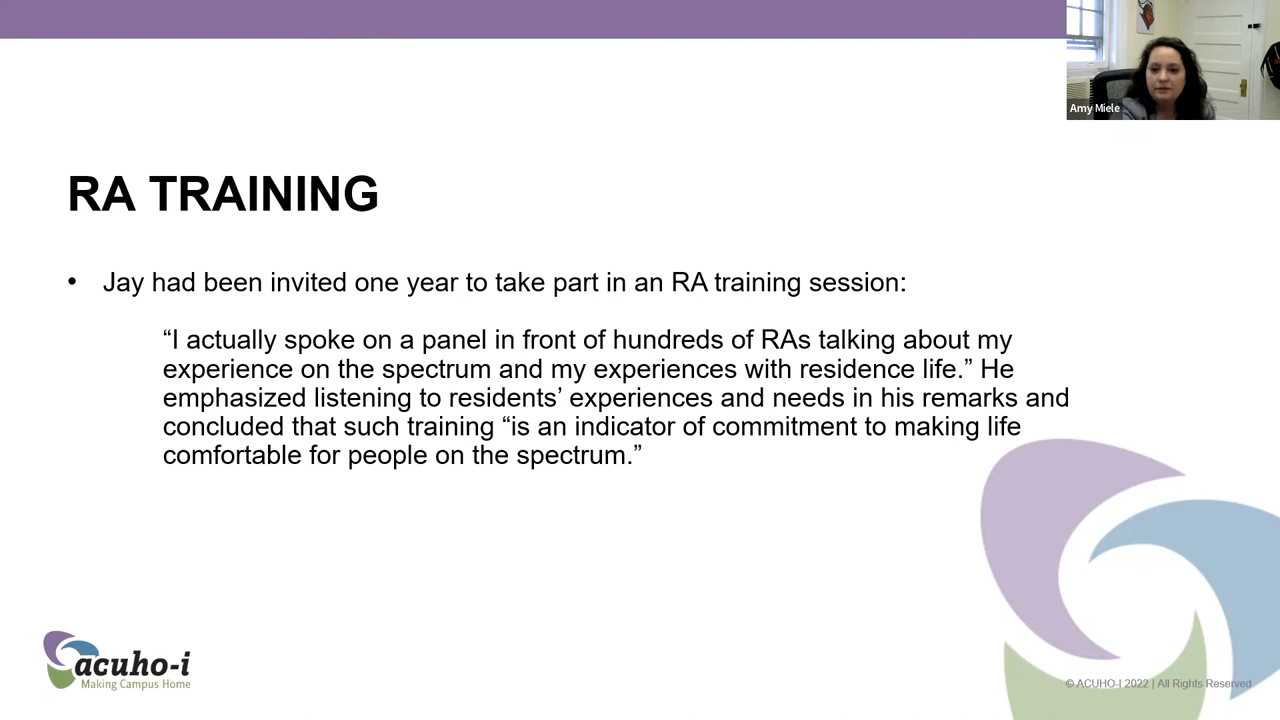 Amy Miele
RA TRAINING
• Jay had been invited one year to take part in an RA training session:
“I actually spoke on a panel in front of hundreds of RAs talking about my
experience on the spectrum and my experiences with residence life.” He
emphasized listening to residents’ experiences and needs in his remarks and
concluded that such training “is an indicator of commitment to making life
comfortable for people on the spectrum.”
acuho-i
Making Campus Home
© ACUHO-I 2022 | All Rights Reserved